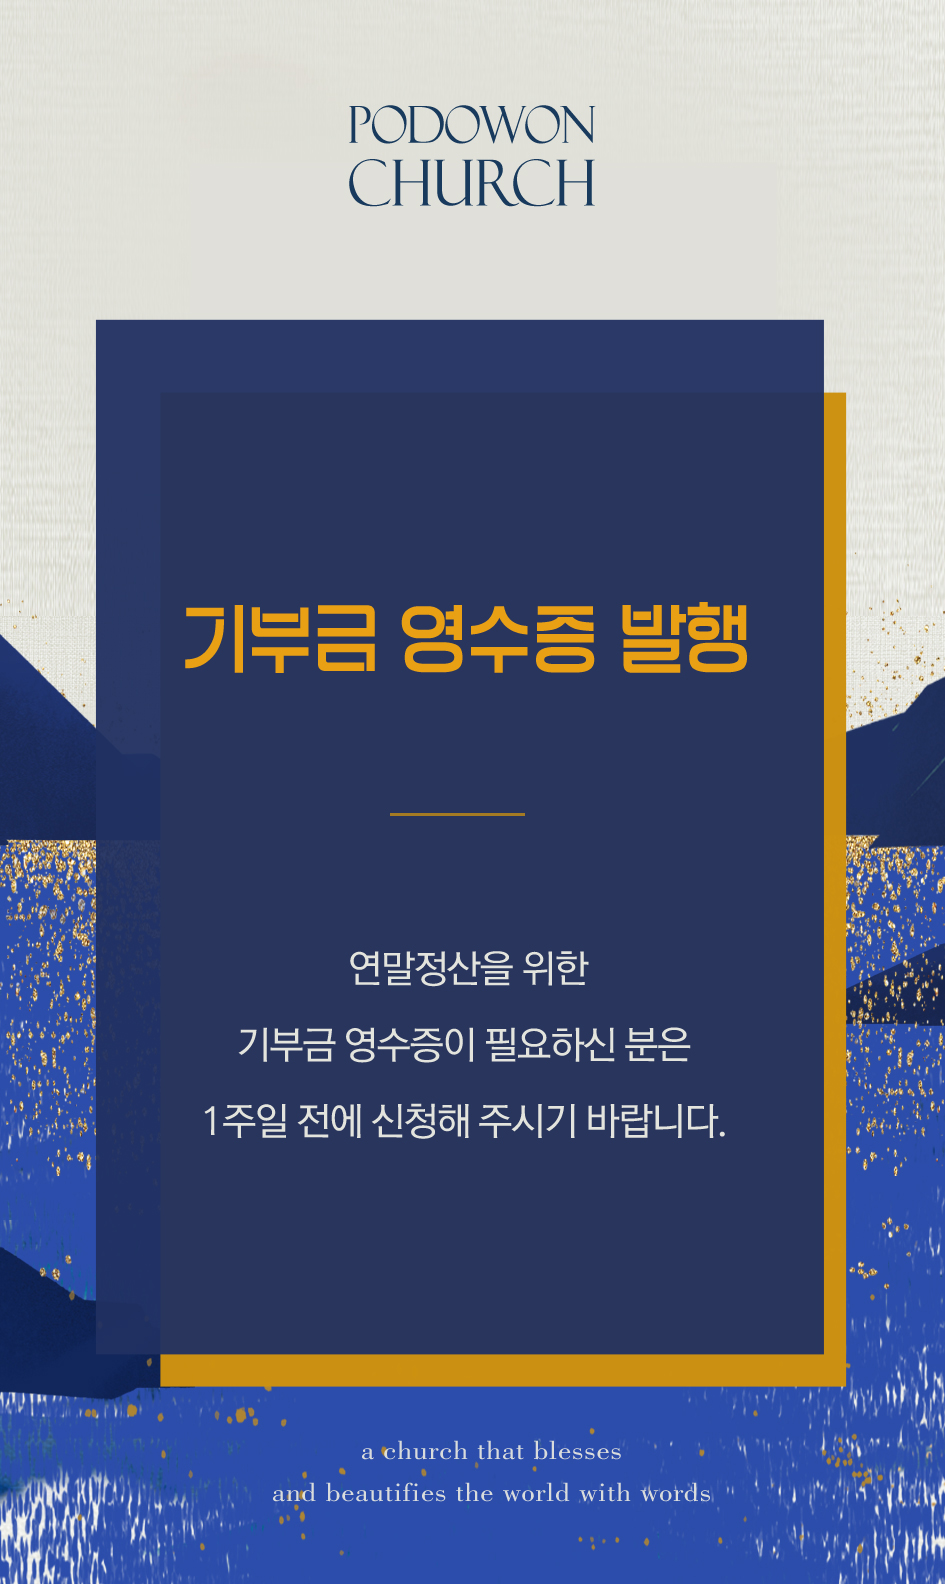 PODOWON
CHURCH
기부금 영수증 발행
연말정산을 위한
기부금 영수증이 필요하신 분은
1주일 전에 신청해 주시기 바랍니다.
a church that blesses
and beautifies the world with words